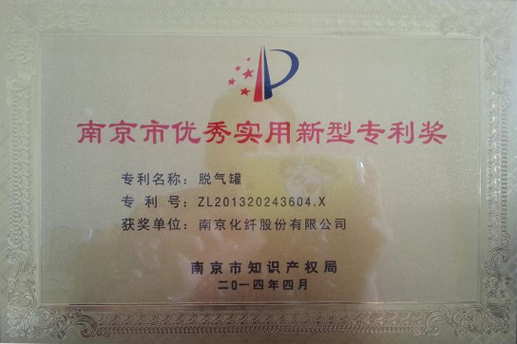 南京市优秀实用新型专利奖
专利名称：脱气罐
专 利 号：ZL201320243604.X
获奖单位：南京化纤股份有限公司
南京市知识产权局
二〇一四年四月